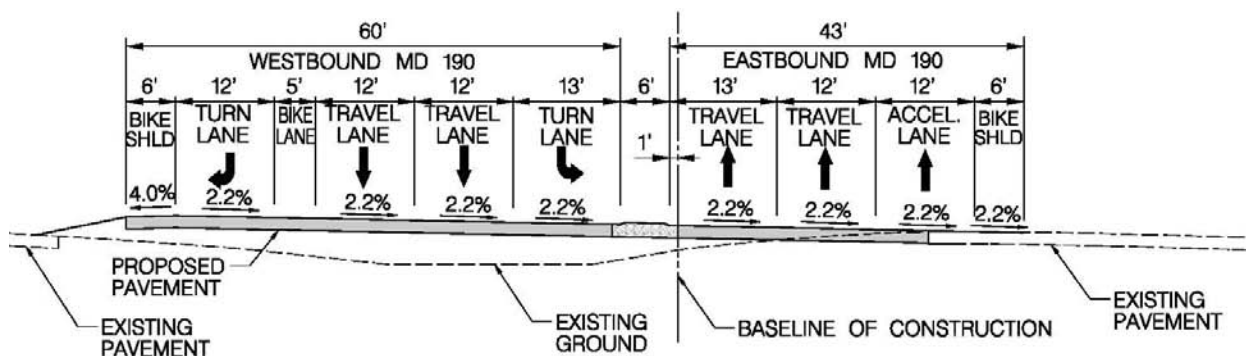 60'
43'
WESTBOUND MD 190
EASTBOUND MD 190
6'
12'
5'
12'
12'
13'
6'
13'
12'
12'
6'
BIKE
SHLD
TURN
LANE
BIKE
LANE
TRAVEL
LANE
TRAVEL
LANE
TURN
LANE
1'
TRAVEL
LANE
TRAVEL
LANE
ACCEL.
LANE
BIKE
SHLD
4.0%
2.2%
2.2%
2.2%
2.2%
2.2%
2.2%
2.2%
2.2%
PROPOSED
PAVEMENT
EXISTING
PAVEMENT
EXISTING
GROUND
BASELINE OF CONSTRUCTION
EXISTING
PAVEMENT